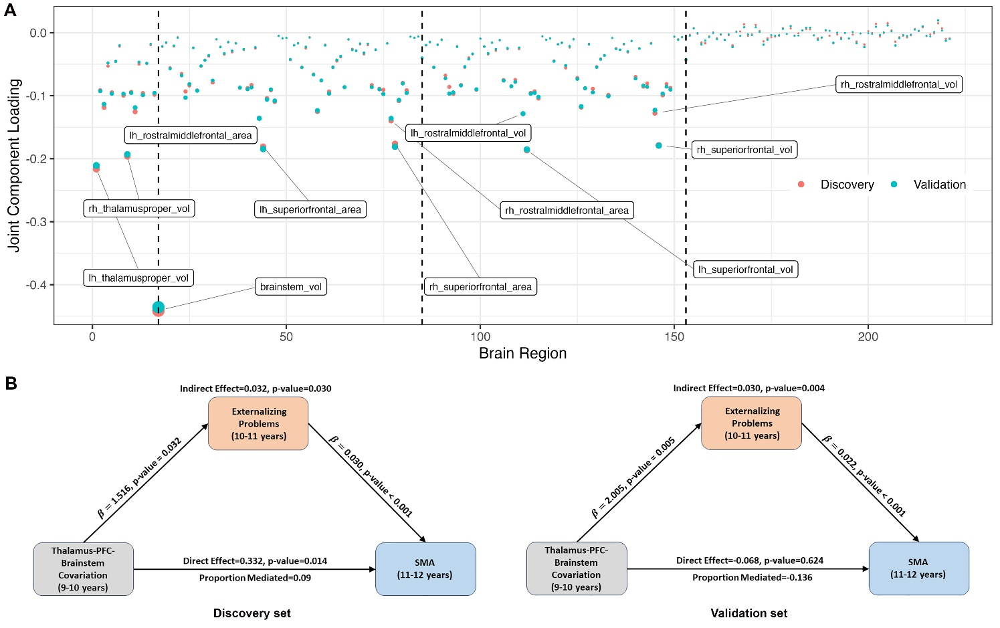 A
0.0
-0.1
-0.2
-0.3
-0.4
Joint Component Loading
rh_rostralmiddlefrontal_vol
lh_rostralmiddlefrontal_area
lh_rostralmiddlefrontal_vol
rh_superiorfrontal_vol
Discovery
Validation
rh_thalamusproper_vol
lh_superiorfrontal_area
rh_rostralmiddlefrontal_area
lh_superiorfrontal_vol
lh_thalamusproper_vol
brainstem_vol
rh_superiorfrontal_area
0
50
100
150
200
Brain Region
B
Indirect Effect=0.032, p-value=0.030
Externalizing
Problems
(10-11 years)
β = 1.516, p-value = 0.032
β = 0.030, p-value < 0.001
Thalamus-PFC-
Brainstem
Covariation
(9-10 years)
Direct Effect=0.332, p-value=0.014
Proportion Mediated=0.09
SMA
(11-12 years)
Discovery set
Indirect Effect=0.030, p-value=0.004
Externalizing
Problems
(10-11 years)
β = 2.005, p-value = 0.005
β = 0.022, p-value < 0.001
Thalamus-PFC-
Brainstem
Covariation
(9-10 years)
Direct Effect=-0.068, p-value=0.624
Proportion Mediated=-0.136
SMA
(11-12 years)
Validation set